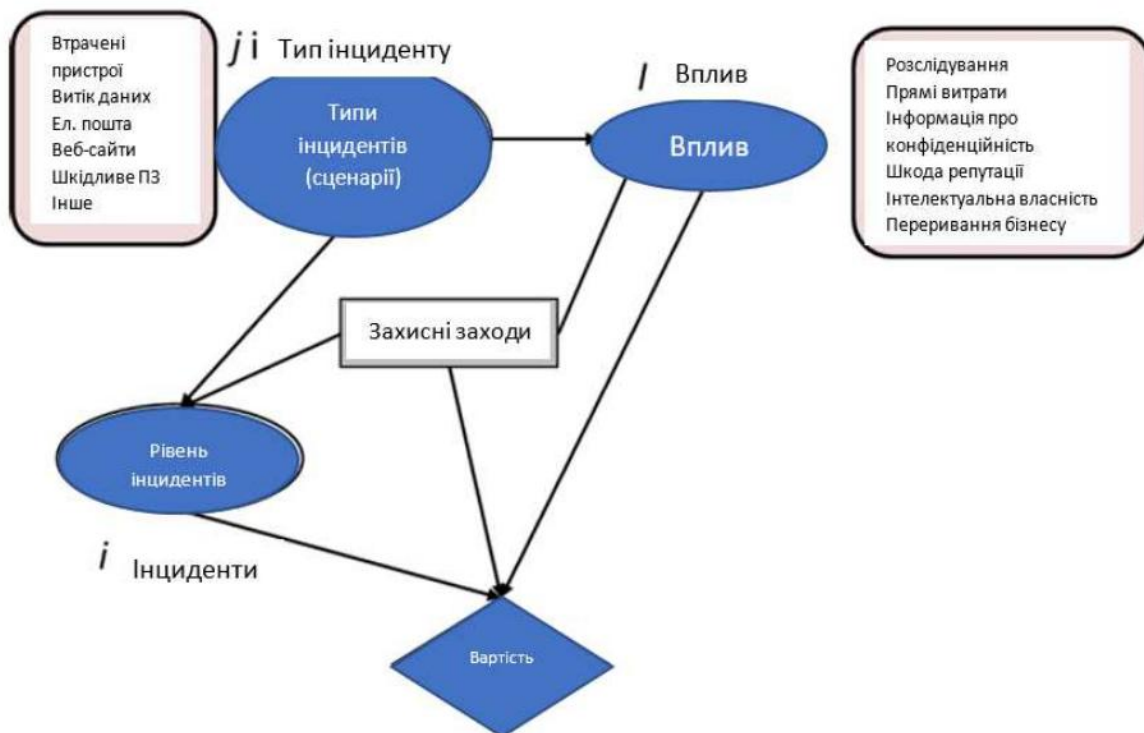 Втрачені
пристрої
Витік даних
Ел. пошта
Веб-сайти
Шкідливе ПЗ
Інше
j i Тип інциденту
Типи
інцидентів
(сценарії)
I Вплив
Вплив
Розслідування
Прямі витрати
Інформація про
конфіденційність
Шкода репутації
Інтелектуальна власність
Переривання бізнесу
Захисні заходи
Рівень
інцидентів
i Інциденти
Вартість